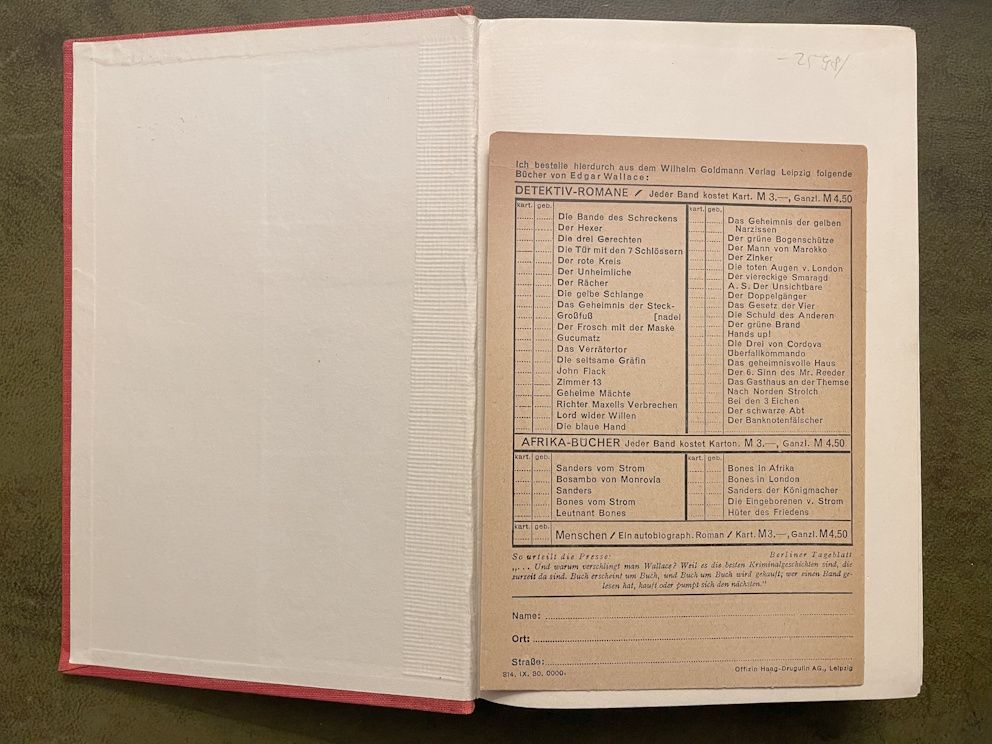 Ich bestelle hierdurch aus dem Wilhelm Goldmann Verlag Leipzig folgende
Bücher von Edgar Wallace:
DETEKTIV-ROMANE / Jeder Band kostet Kart. M 3.—, Ganzl. M 4.50
kart. geb.
Die Bande des Schreckens
Der Hexer
Die drei Gerechten
Die Tür mit den 7 Schlössern
Der rote Kreis
Der Unheimliche
Der Rächer
Die gelbe Schlange
Das Geheimnis der Steck-
Großfuß [nadel
Der Frosch mit der Maske
Gucumatz
Das Verrätertor
Die seltsame Gräfin
John Flack
Zimmer 13
Geheime Mächte
Richter Maxells Verbrechen
Lord wider Willen
Die blaue Hand
kart. geb.
Das Geheimnis der gelben
Narzissen
Der grüne Bogenschütze
Der Mann von Marokko
Der Zinker
Die toten Augen v. London
Der viereckige Smaragd
A. S. Der Unsichtbare
Der Doppelgänger
Das Gesetz der Vier
Die Schuld des Anderen
Der grüne Brand
Hands up!
Die Drei von Cordova
Überfallkommando
Das geheimnisvolle Haus
Der 6. Sinn des Mr. Reeder
Das Gasthaus an der Themse
Nach Norden Strolch
Bei den 3 Eichen
Der schwarze Abt
Der Banknotenfälscher
AFRIKA-BÜCHER Jeder Band kostet Karton. M 3.—, Ganzl. M 4.50
kart. geb.
Sanders vom Strom
Bosambo von Monrovia
Sanders
Bones vom Strom
Leutnant Bones
kart. geb.
Bones in Afrika
Bones in London
Sanders der Königmacher
Die Eingeborenen v. Strom
Hüter des Friedens
kart. geb.
Menschen / Ein autobiograph. Roman / Kart. M3.—, Ganzl. M4,50
So urteilt die Presse: Berliner Tageblatt
„... Und warum verschlingt man Wallace? Weil es die besten Kriminalgeschichten sind, die
zurzeit da sind. Buch erscheint um Buch, und Buch um Buch wird gekauft; wer einen Band ge-
lesen hat, kauft oder pumpt sich den nächsten.“
Name:
Ort:
Straße:
814. IX. 30. 0000. Offizin Haag-Drugulin AG., Leipzig